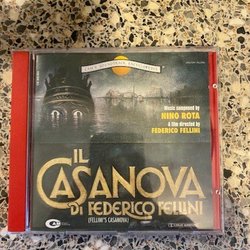 Music composed by
NINO ROTA
A film directed by
FEDERICO FELLINI
IL
CASANOVA
DI FEDERICO FELLINI
(FELLINI'S CASANOVA)